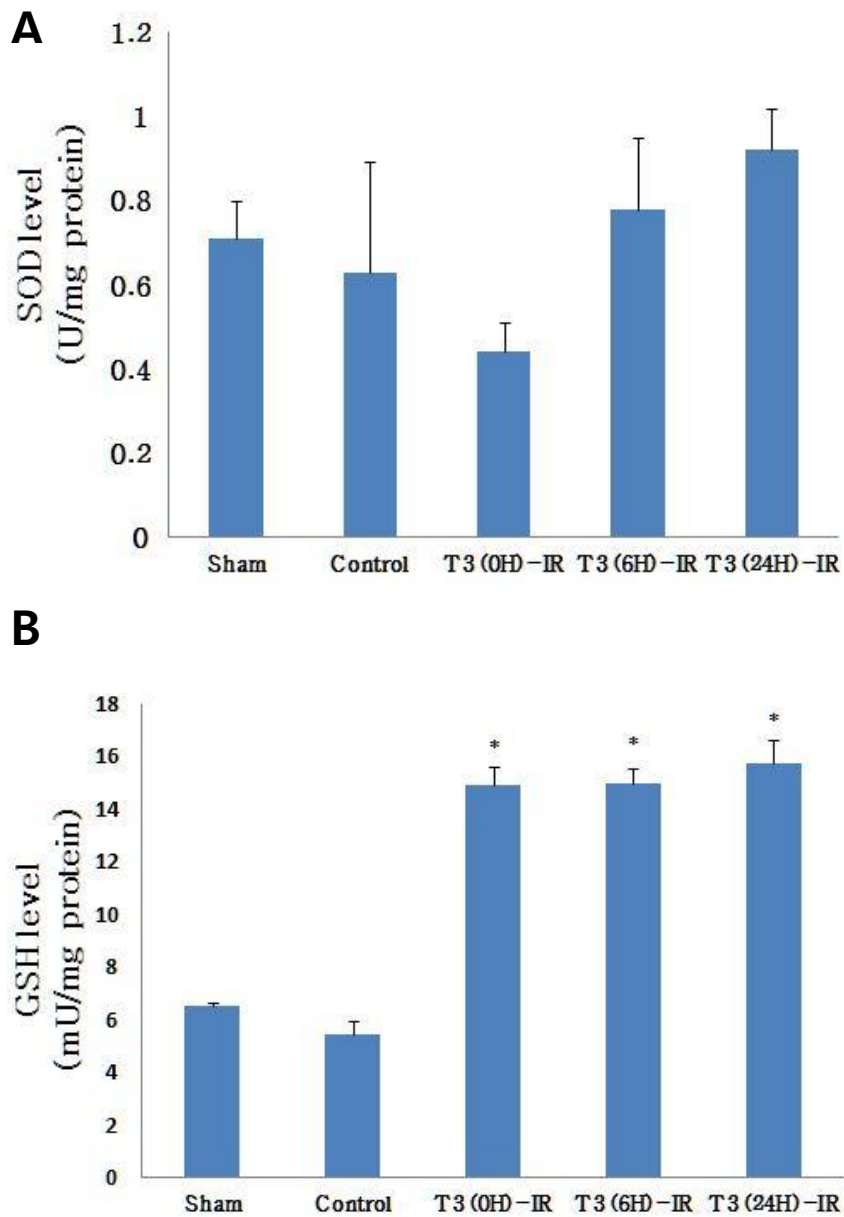 A
SOD level
(U/mg protein)
1.2
1
0.8
0.6
0.4
0.2
0
Sham Control T3(0H)-IR T3(6H)-IR T3(24H)-IR
B
GSH level
(mU/mg protein)
18
16
14
12
10
8
6
4
2
0
* * *
Sham Control T3(0H)-IR T3(6H)-IR T3(24H)-IR